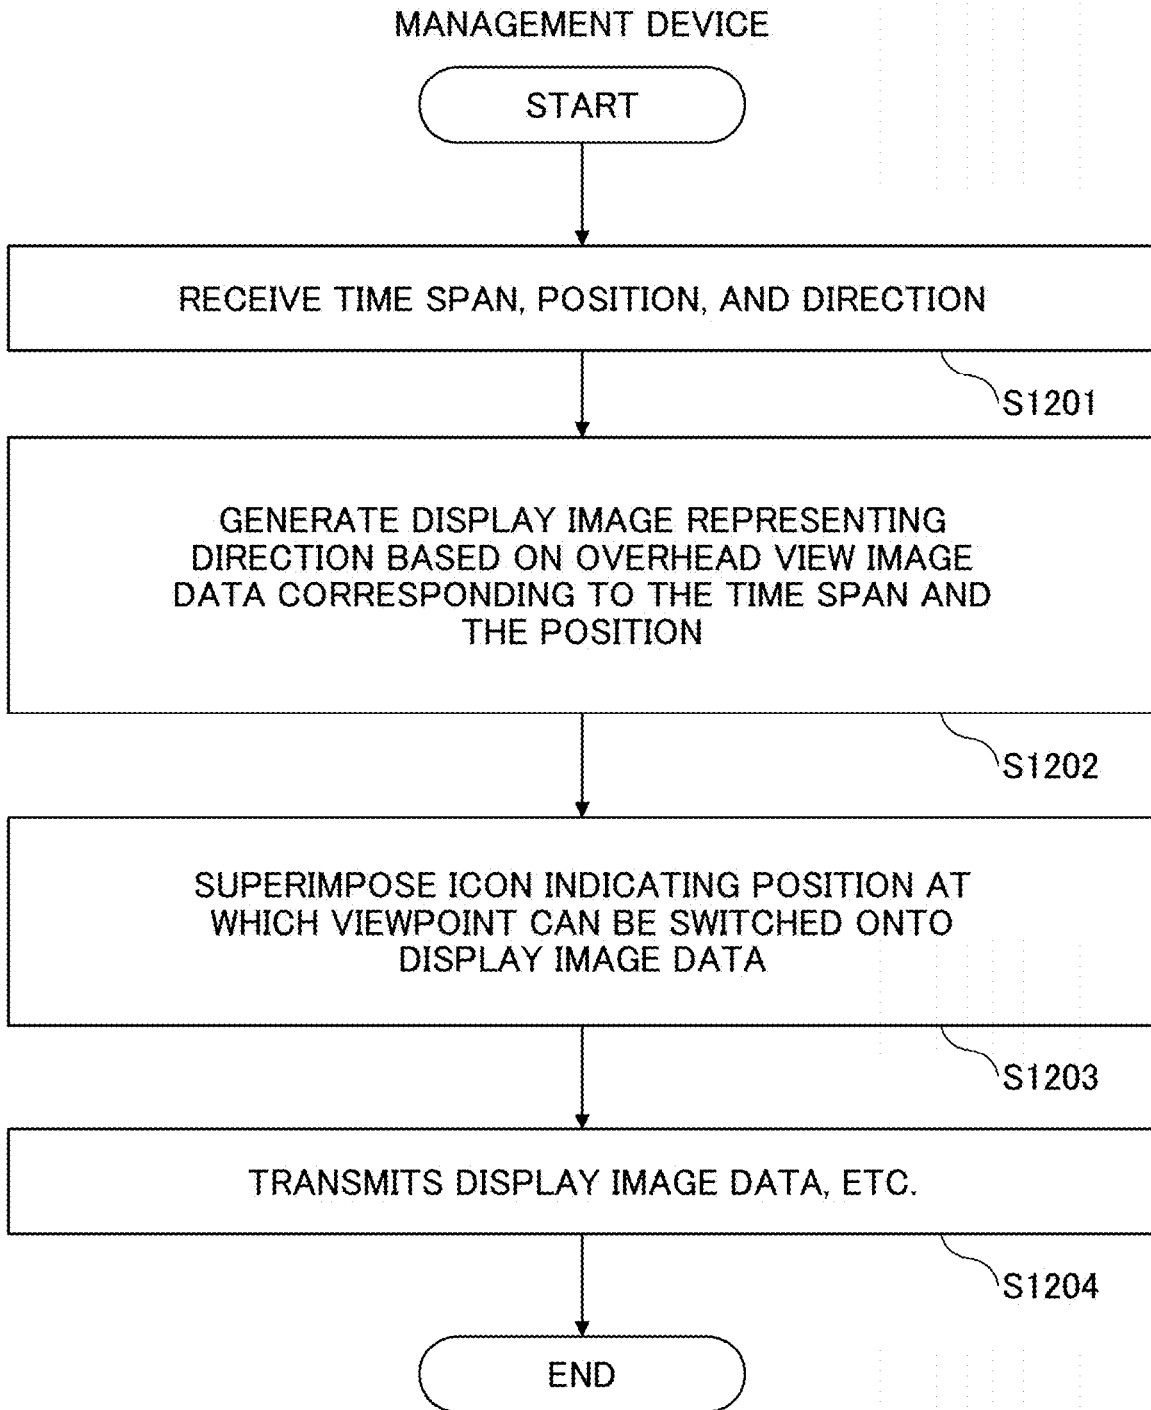 MANAGEMENT DEVICE
START
RECEIVE TIME SPAN, POSITION, AND DIRECTION
S1201
GENERATE DISPLAY IMAGE REPRESENTING
DIRECTION BASED ON OVERHEAD VIEW IMAGE
DATA CORRESPONDING TO THE TIME SPAN AND
THE POSITION
S1202
SUPERIMPOSE ICON INDICATING POSITION AT
WHICH VIEWPOINT CAN BE SWITCHED ONTO
DISPLAY IMAGE DATA
S1203
TRANSMITS DISPLAY IMAGE DATA, ETC.
S1204
END